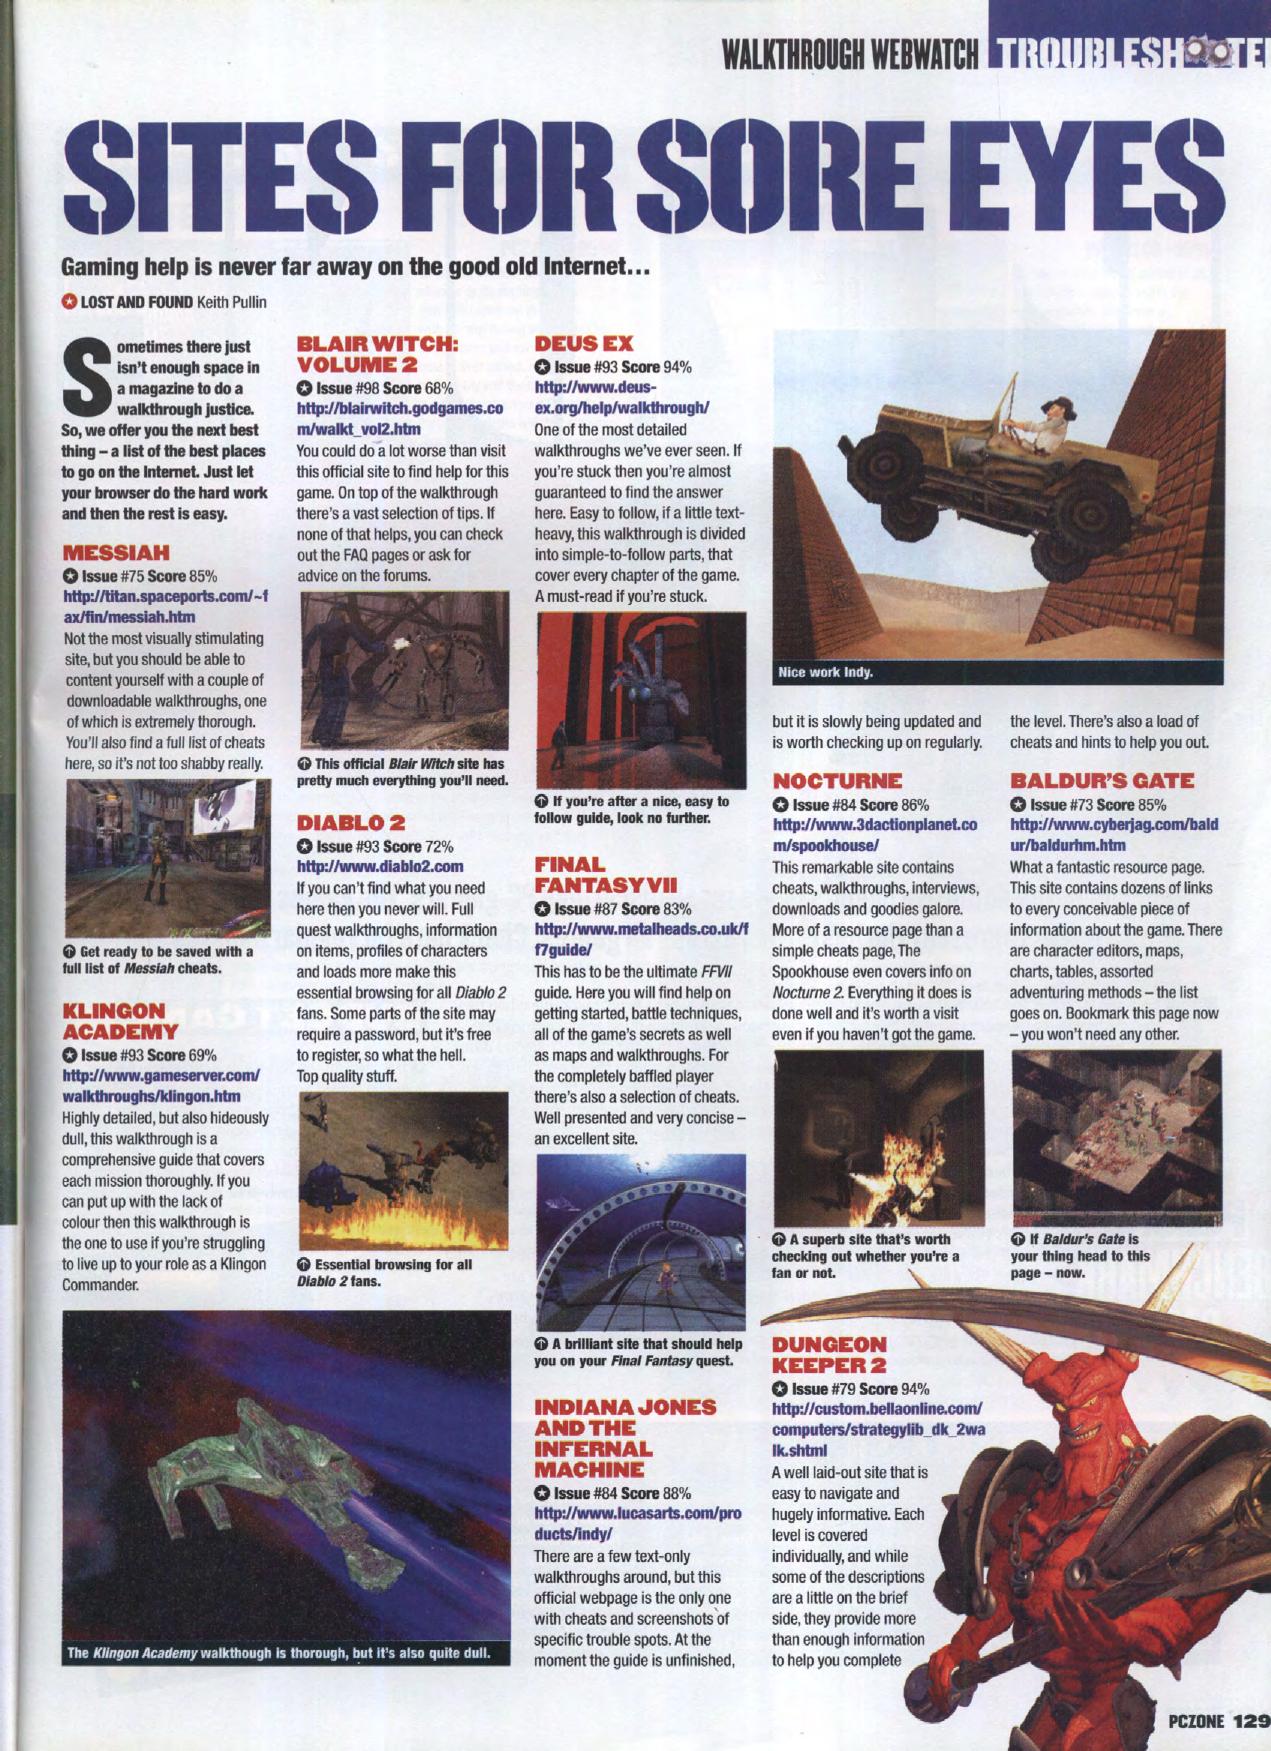 WALKTHROUGH WEBWATCH TROUBLESHOOTE
SITES FOR SORE EYES
Gaming help is never far away on the good old Internet...
LOST AND FOUND Keith Pullin
Sometimes there just
isn't enough space in
a magazine to do a
walkthrough justice.
So, we offer you the next best
thing – a list of the best places
to go on the Internet. Just let
your browser do the hard work
and then the rest is easy.
MESSIAH
Issue #75 Score 85%
http://titan.spaceports.com/~f
ax/fin/messiah.htm
Not the most visually stimulating
site, but you should be able to
content yourself with a couple of
downloadable walkthroughs, one
of which is extremely thorough.
You'll also find a full list of cheats
here, so it's not too shabby really.
Get ready to be saved with a
full list of Messiah cheats.
KLINGON
ACADEMY
Issue #93 Score 69%
http://www.gameserver.com/
walkthroughs/klingon.htm
Highly detailed, but also hideously
dull, this walkthrough is a
comprehensive guide that covers
each mission thoroughly. If you
can put up with the lack of
colour then this walkthrough is
the one to use if you're struggling
to live up to your role as a Klingon
Commander.
The Klingon Academy walkthough is thorough, but it's also quite dull.
BLAIR WITCH:
VOLUME 2
Issue #98 Score 68%
http://blairwitch.godgames.co
m/walkt_vol2.htm
You could do a lot worse than visit
this official site to find help for this
game. On top of the walkthrough
there's a vast selection of tips. If
none of that helps, you can check
out the FAQ pages or ask for
advice on the forums.
This official Blair Witch site has
pretty much everything you'll need.
DIABLO 2
Issue #93 Score 72%
http://www.diablo2.com
If you can't find what you need
here then you never will. Full
quest walkthroughs, information
on items, profiles of characters
and loads more make this
essential browsing for all Diablo 2
fans. Some parts of the site may
require a password, but it's free
to register, so what the hell.
Top quality stuff.
Essential browsing for all
Diablo 2 fans.
DEUS EX
Issue #93 Score 94%
http://www.deus-
ex.org/help/walkthrough/
One of the most detailed
walkthroughs we've ever seen. If
you're stuck then you're almost
guaranteed to find the answer
here. Easy to follow, if a little text-
heavy, this walkthrough is divided
into simple-to-follow parts, that
cover every chapter of the game.
A must-read if you're stuck.
If you're after a nice, easy to
follow guide, look no further.
FINAL
FANTASY VII
Issue #87 Score 83%
http://www.metalheads.co.uk/f
f7guide/
This has to be the ultimate FFVII
guide. Here you will find help on
getting started, battle techniques,
all of the game's secrets as well
as maps and walkthroughs. For
the completely baffled player
there's also a selection of cheats.
Well presented and very concise –
an excellent site.
A brilliant site that should help
you on your Final Fantasy quest.
INDIANA JONES
AND THE
INFERNAL
MACHINE
Issue #84 Score 88%
http://www.lucasarts.com/pro
ducts/indy/
There are a few text-only
walkthroughs around, but this
official webpage is the only one
with cheats and screenshots of
specific trouble spots. At the
moment the guide is unfinished,
Nice work Indy.
but it is slowly being updated and
is worth checking up on regularly.
NOCTURNE
Issue #84 Score 86%
http://www.3dactionplanet.co
m/spookhouse/
This remarkable site contains
cheats, walkthroughs, interviews,
downloads and goodies galore.
More of a resource page than a
simple cheats page, The
Spookhouse even covers info on
Nocturne 2. Everything it does is
done well and it's worth a visit
even if you haven't got the game.
A superb site that's worth
checking out whether you're a
fan or not.
DUNGEON
KEEPER 2
Issue #79 Score 94%
http://custom.bellaonline.com/
computers/strategylib_dk_2wa
lk.shtml
A well laid-out site that is
easy to navigate and
hugely informative. Each
level is covered
individually, and while
some of the descriptions
are a little on the brief
side, they provide more
than enough information
to help you complete
the level. There's also a load of
cheats and hints to help you out.
BALDUR'S GATE
Issue #73 Score 85%
http://www.cyberjag.com/bald
ur/baldurhm.htm
What a fantastic resource page.
This site contains dozens of links
to every conceivable piece of
information about the game. There
are character editors, maps,
charts, tables, assorted
adventuring methods – the list
goes on. Bookmark this page now
– you won't need any other.
If Baldur's Gate is
your thing head to this
page – now.
PCZONE 129